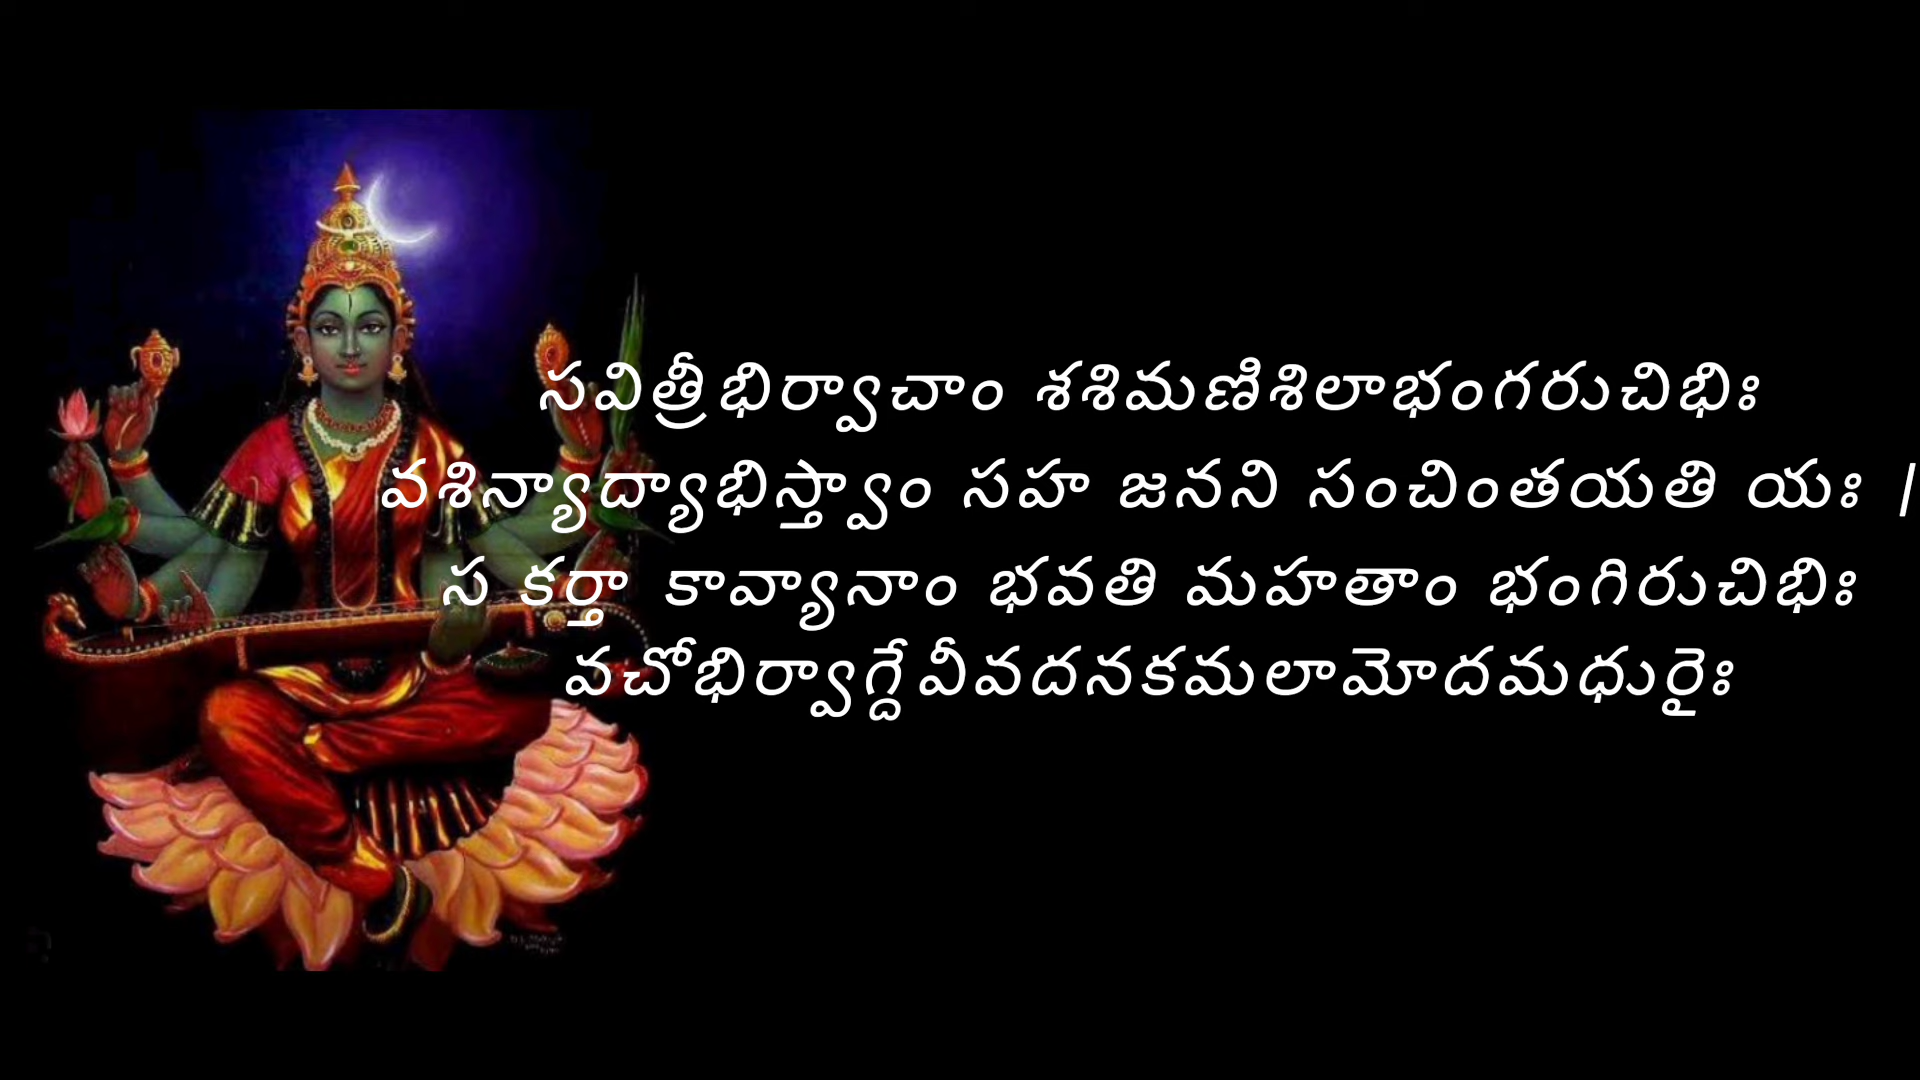 సవిత్రీభిర్వాచాం శశిమణిశిలాభంగరుచిభిః
వశిన్యాద్యాభిస్త్వాం సహ జనని సంచింతయతి యః |
స కర్తా కావ్యానాం భవతి మహతాం భంగిరుచిభిః
వచోభిర్వాగ్దేవీవదనకమలామోదమధురైః